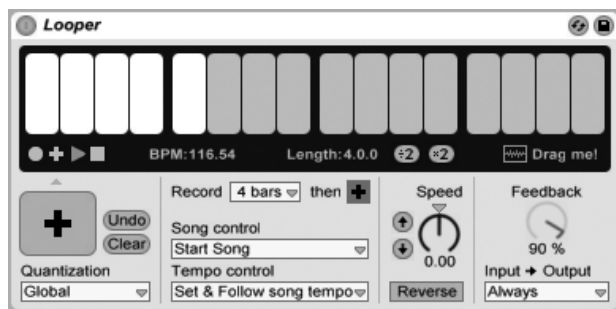 Looper
BPM:116.54 Length:4.0.0 ÷2 *2 Drag me!
Record 4 bars then
Undo
Clear
Song control
Start Song
Quantization
Global
Tempo control
Set & Follow song tempo
Speed
0.00
Reverse
Feedback
90 %
Input → Output
Always